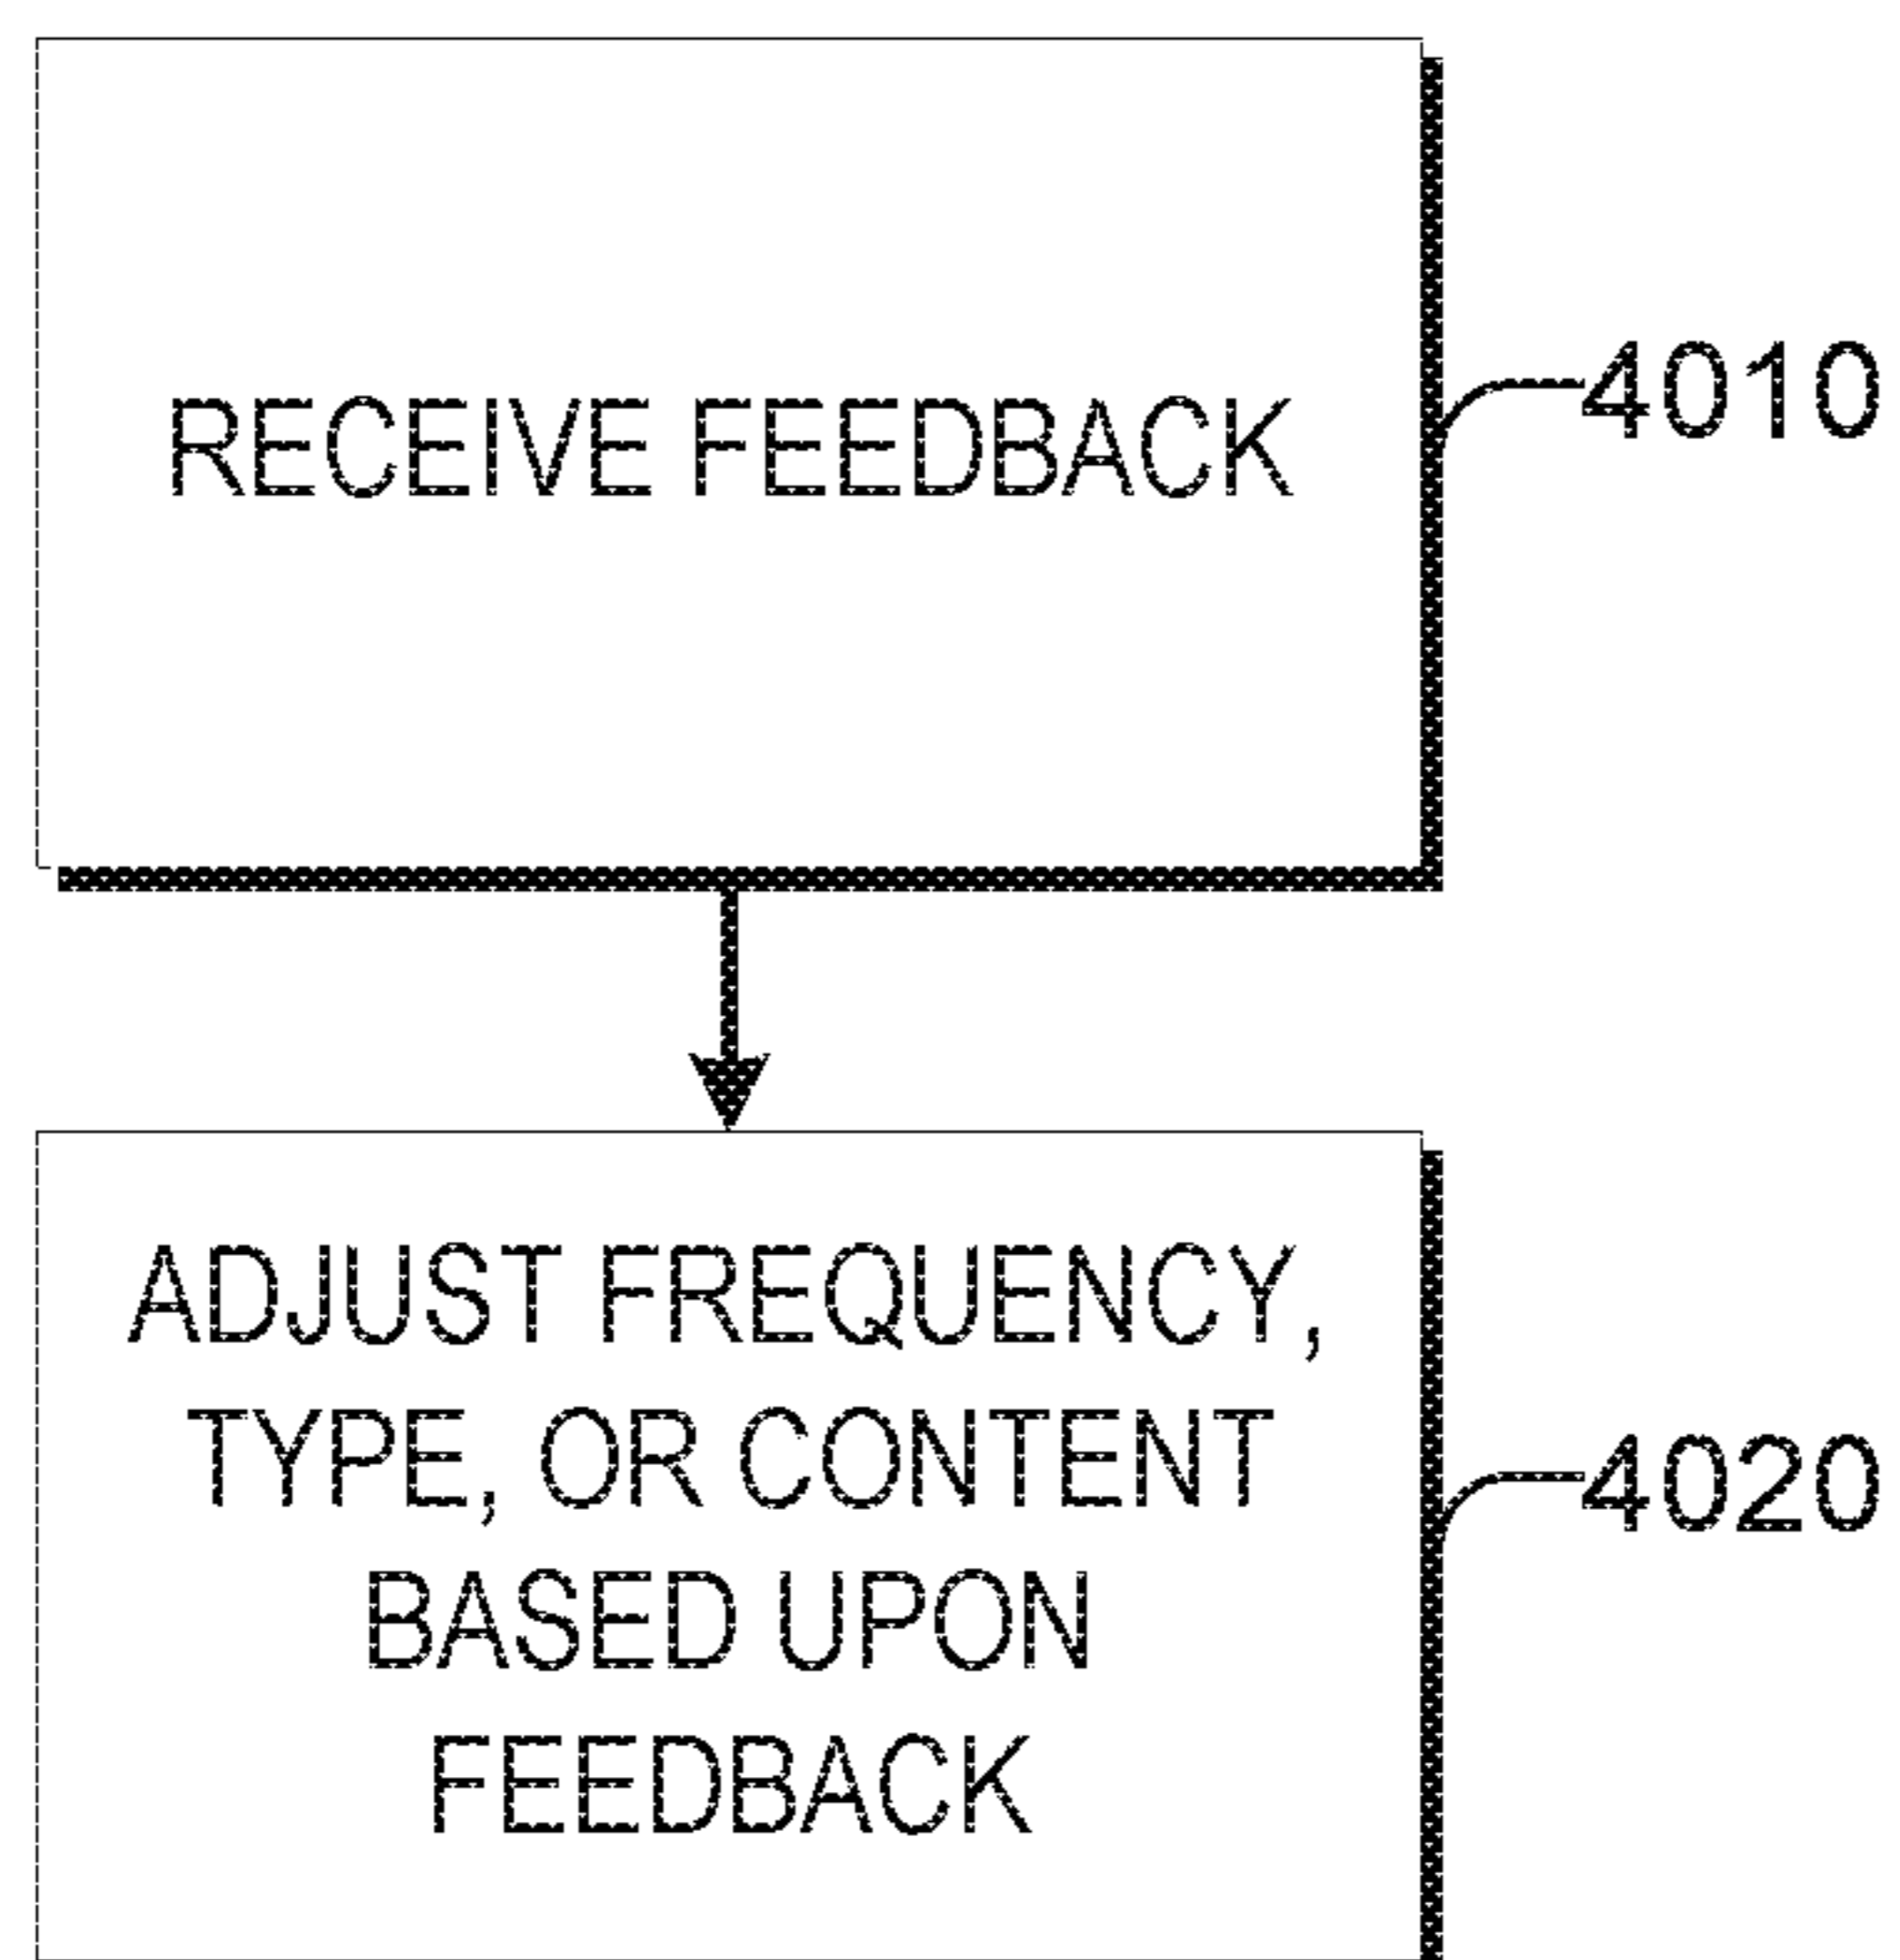 RECEIVE FEEDBACK
4010
ADJUST FREQUENCY,
TYPE, OR CONTENT
BASED UPON
FEEDBACK
4020